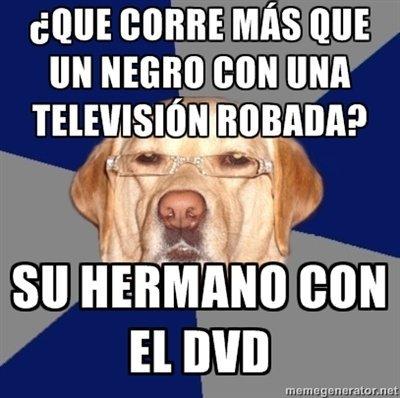 ¿QUE CORRE MÁS QUE
UN NEGRO CON UNA
TELEVISIÓN ROBADA?
SU HERMANO CON
EL DVD
memegenerator.net